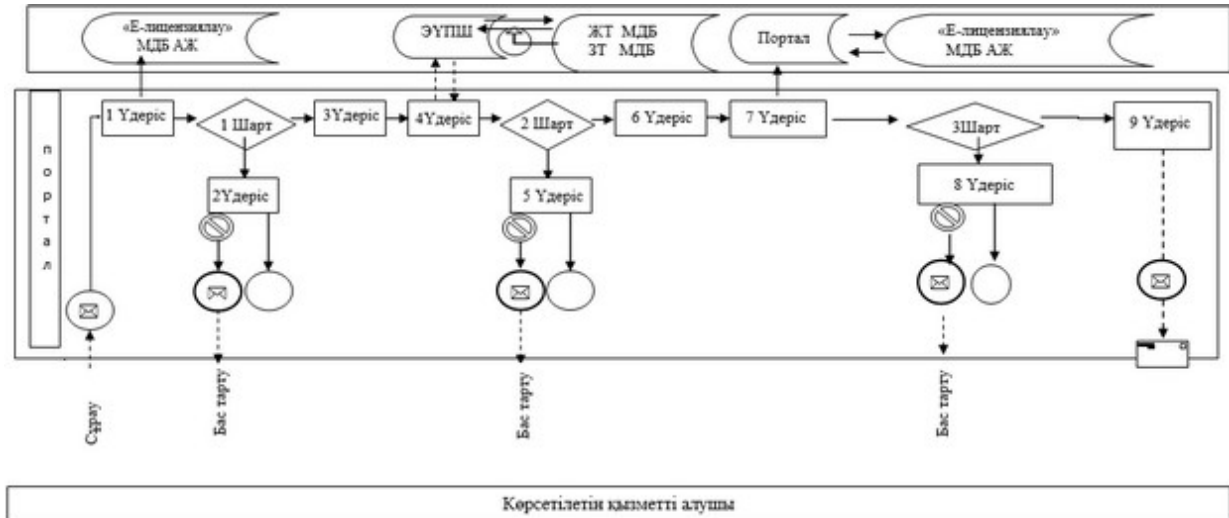 «Е-лицензиялау»
МДБ АЖ
ЭҮПШ
ЖТ МДБ
ЗТ МДБ
Портал
«Е-лицензиялау»
МДБ АЖ
портал
1 Үдеріс
1 Шарт
3Үдеріс
4Үдеріс
2 Шарт
6 Үдеріс
7 Үдеріс
3Шарт
9 Үдеріс
2Үдеріс
5 Үдеріс
8 Үдеріс
Сұрау
Бас тарту
Бас тарту
Бас тарту
Көрсетілетін қызметті алушы